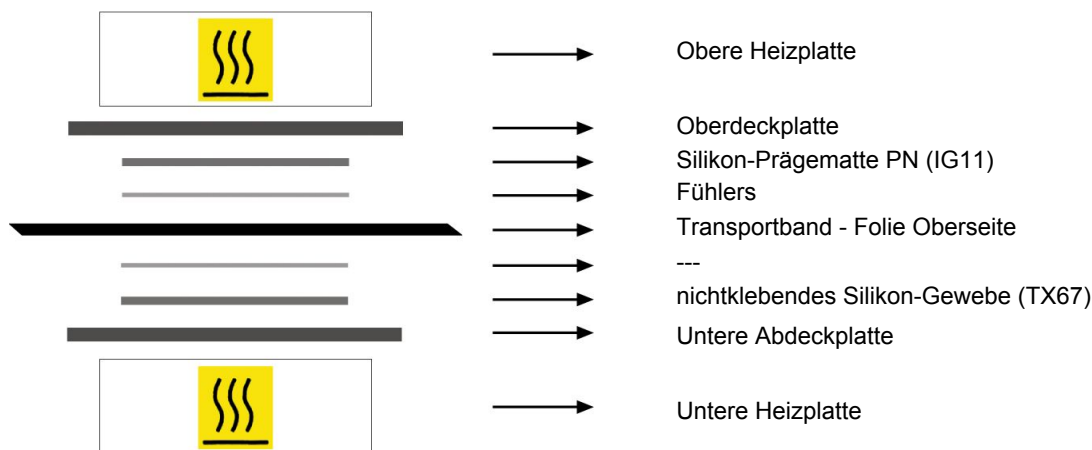 Obere Heizplatte
Oberdeckplatte
Silikon-Prägematte PN (IG11)
Fühlers
Transportband - Folie Oberseite
---
nichtklebendes Silikon-Gewebe (TX67)
Untere Abdeckplatte
Untere Heizplatte